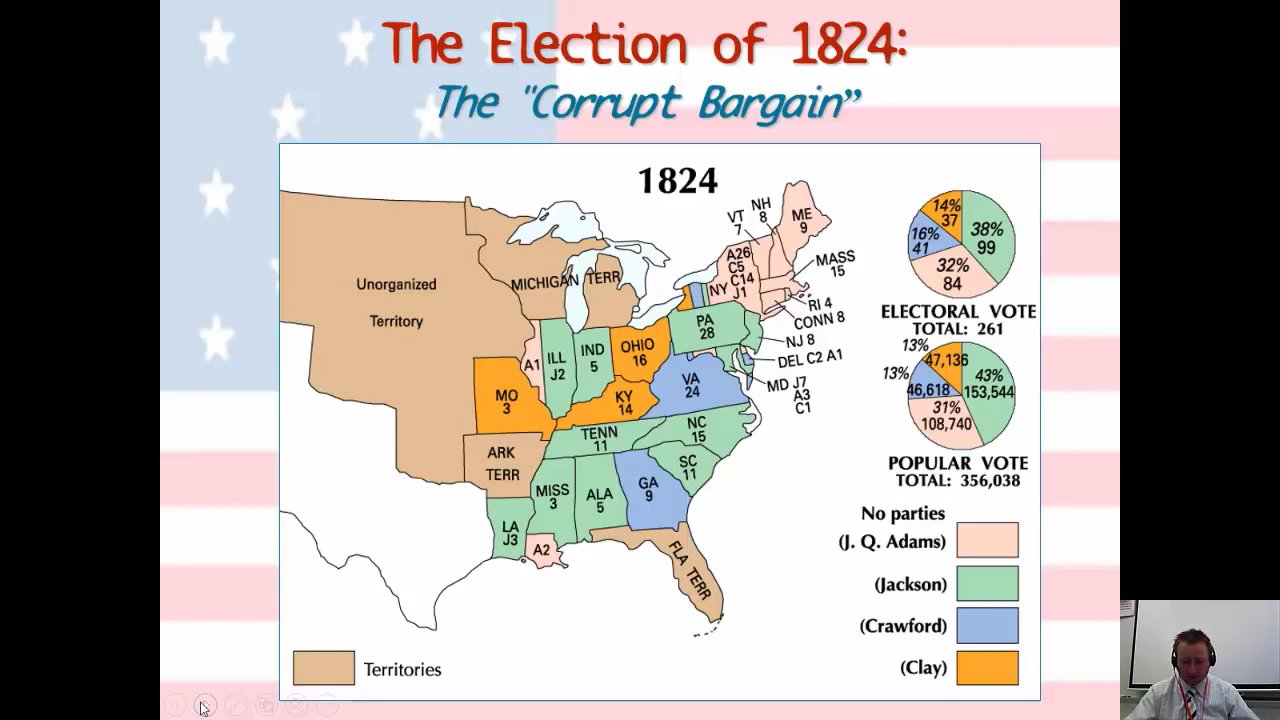 The Election of 1824:
The "Corrupt Bargain”
1824
Unorganized
Territory
MICHIGAN TERR
VT
7
NH
8
ME
9
MASS
15
A26
C5
NY C14
J1
RI 4
CONN 8
NJ 8
DEL C2 A1
MD J7
A3
C1
PA
28
OHIO
16
IND
5
ILL
J2
A1
MO
3
KY
14
VA
24
TENN
11
NC
15
SC
11
ARK
TERR
MISS
3
ALA
5
GA
9
LA
J3
A2
FLA TERR
14%
37
38%
99
16%
41
32%
84
ELECTORAL VOTE
TOTAL: 261
13%
47,136
13%
46,618
43%
153,544
31%
108,740
POPULAR VOTE
TOTAL: 356,038
No parties
(J. Q. Adams)
(Jackson)
(Crawford)
(Clay)
Territories